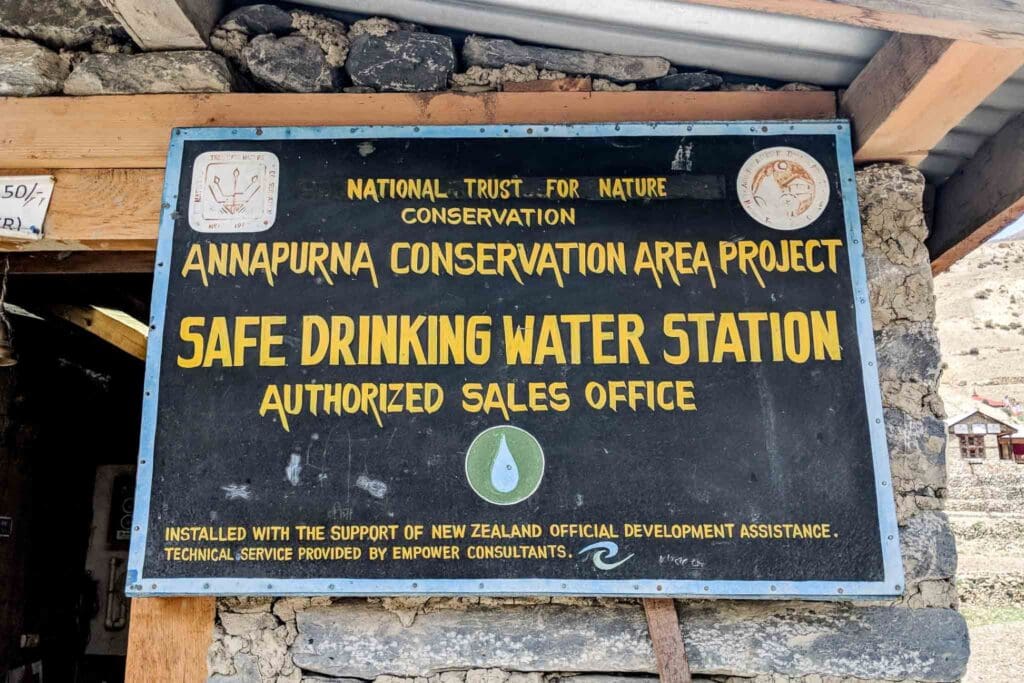 50/-
R)
NATIONAL TRUST FOR NATURE
CONSERVATION
ANNAPURNA CONSERVATION AREA PROJECT
SAFE DRINKING WATER STATION
AUTHORIZED SALES OFFICE
INSTALLED WITH THE SUPPORT OF NEW ZEALAND OFFICIAL DEVELOPMENT ASSISTANCE.
TECHNICAL SERVICE PROVIDED BY EMPOWER CONSULTANTS.